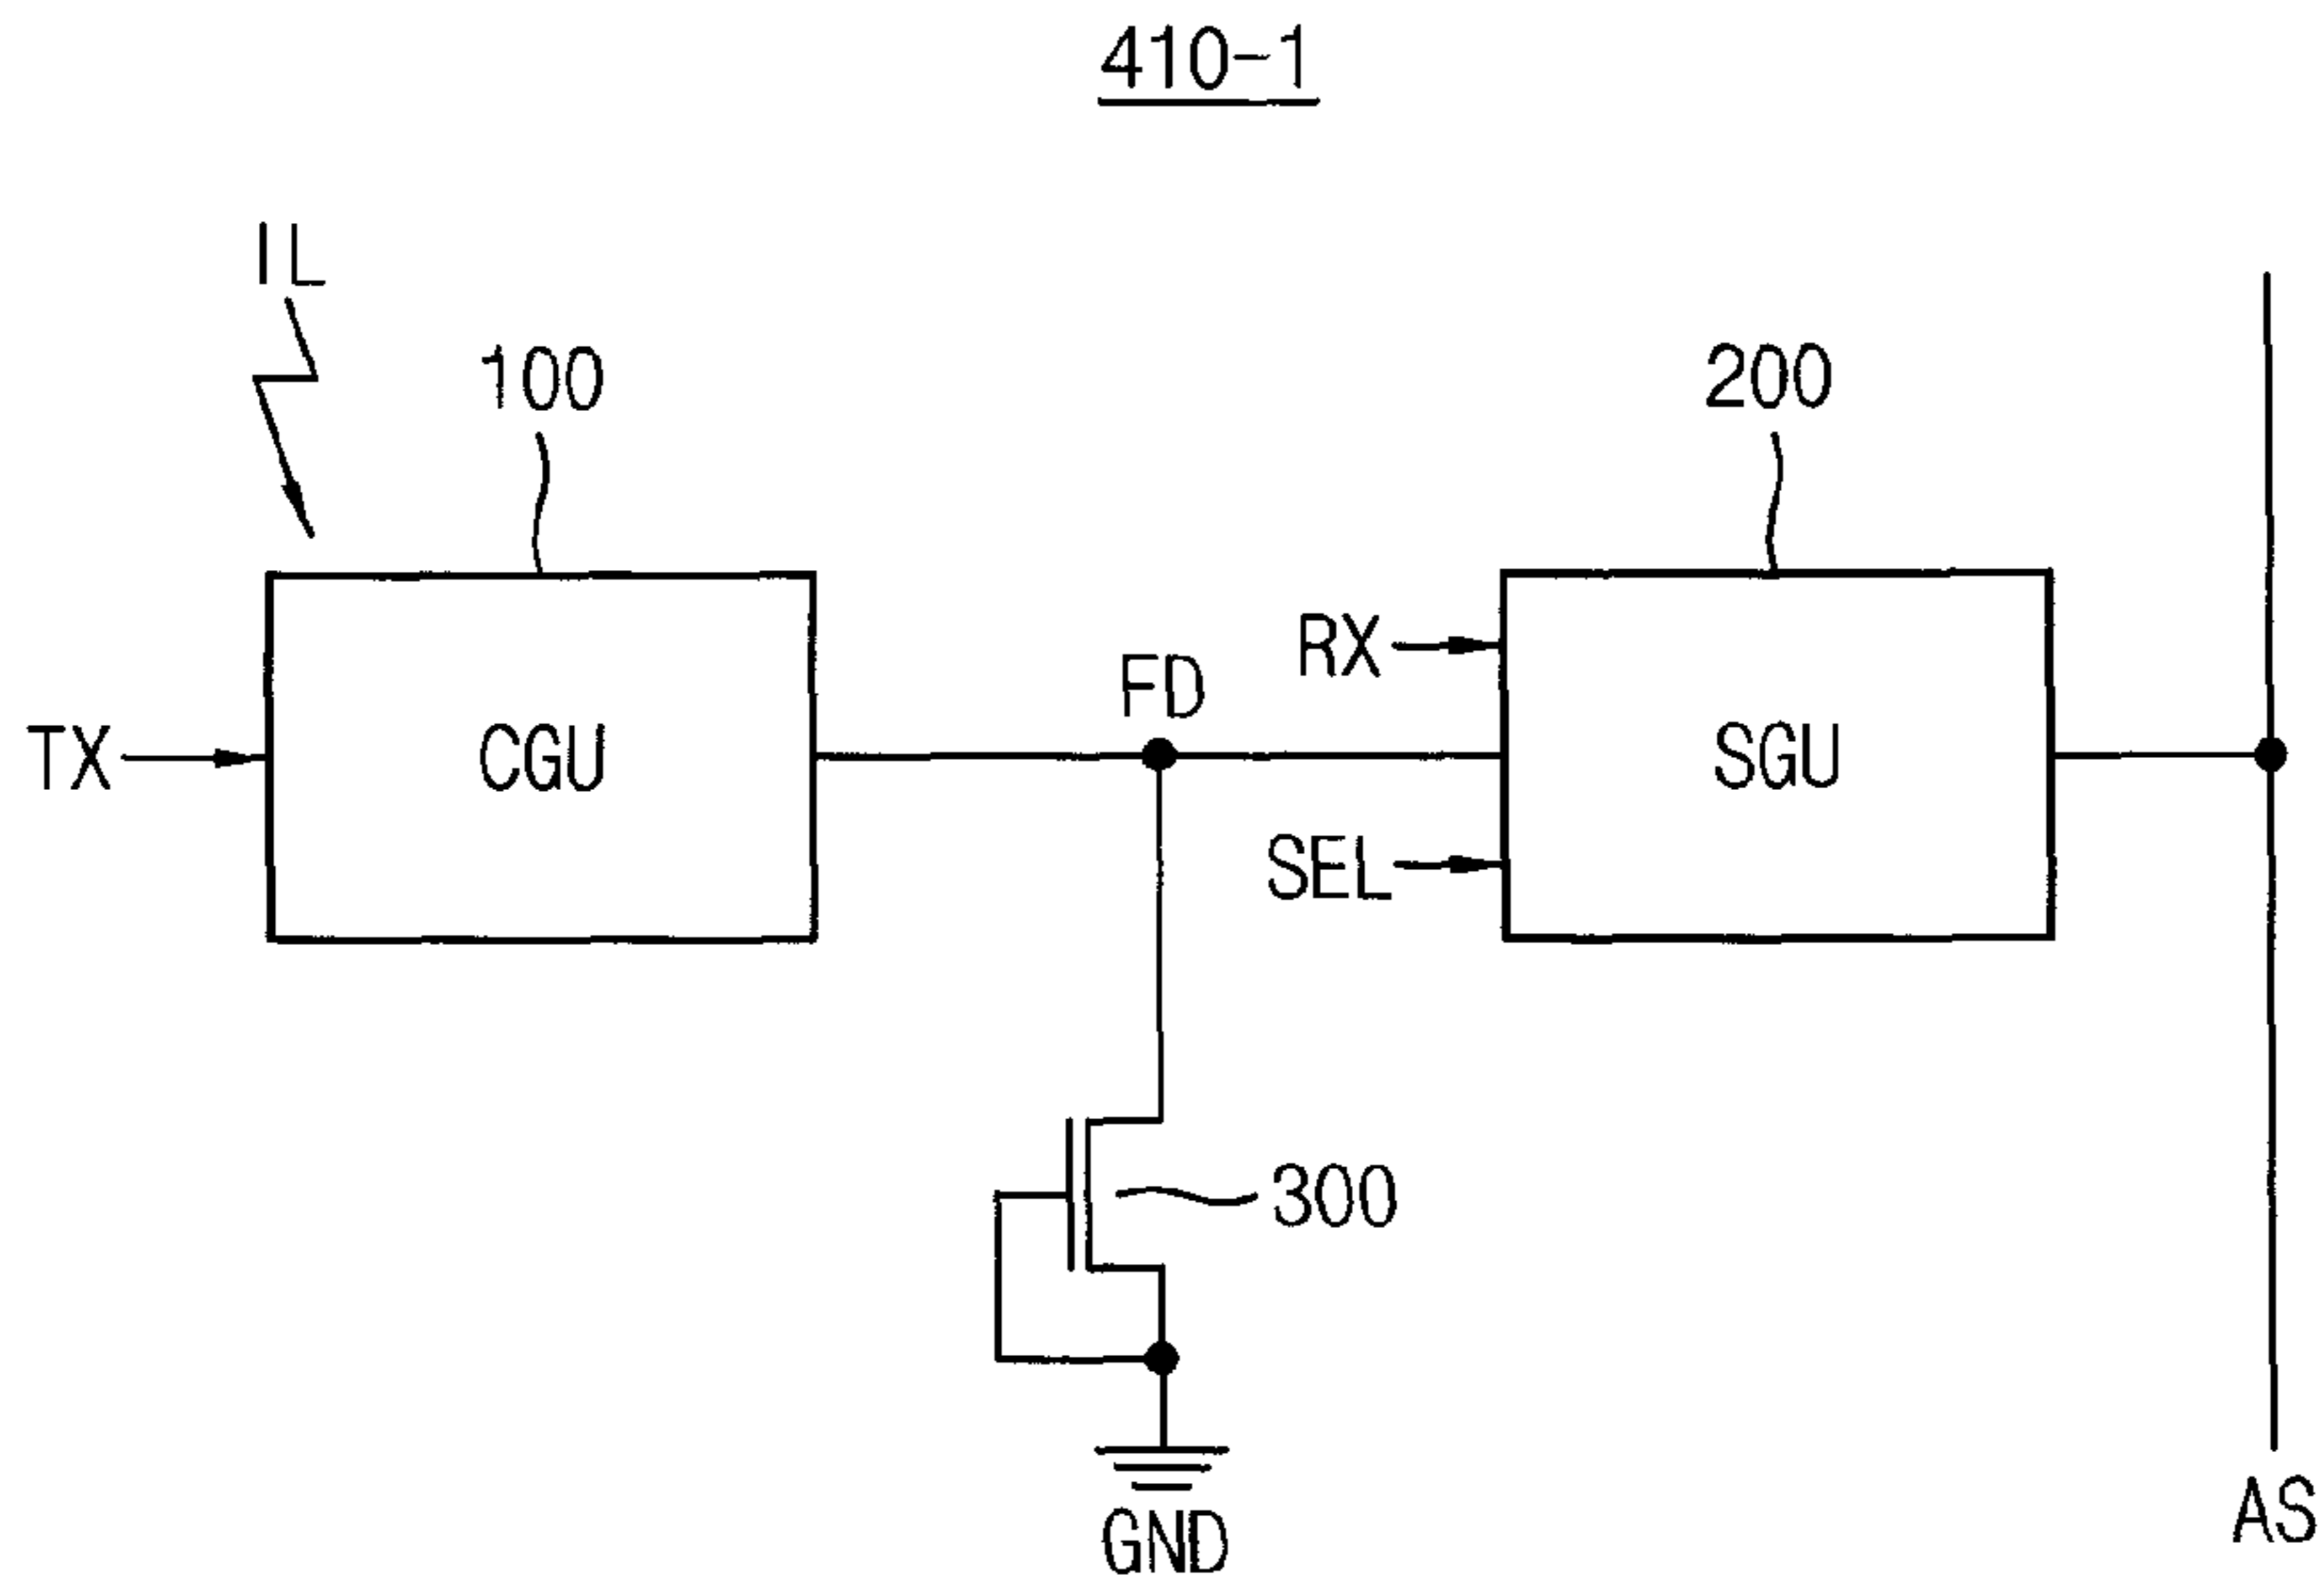 410-1
IL
100
200
RX
FD
TX
CGU
SGU
SEL
300
GND
AS